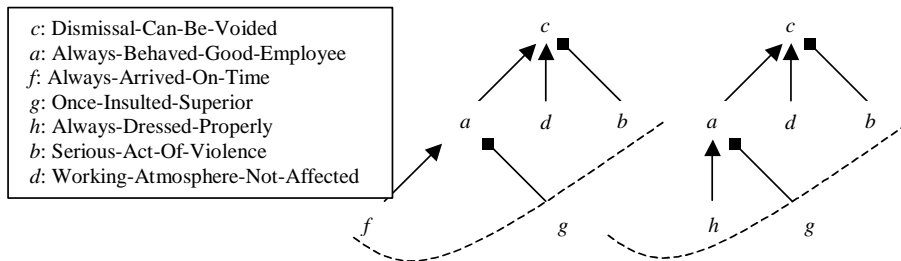 c: Dismissal-Can-Be-Voided
a: Always-Behaved-Good-Employee
f: Always-Arrived-On-Time
g: Once-Insulted-Superior
h: Always-Dressed-Properly
b: Serious-Act-Of-Violence
d: Working-Atmosphere-Not-Affected
c
a d b
f g
c
a d b
h g